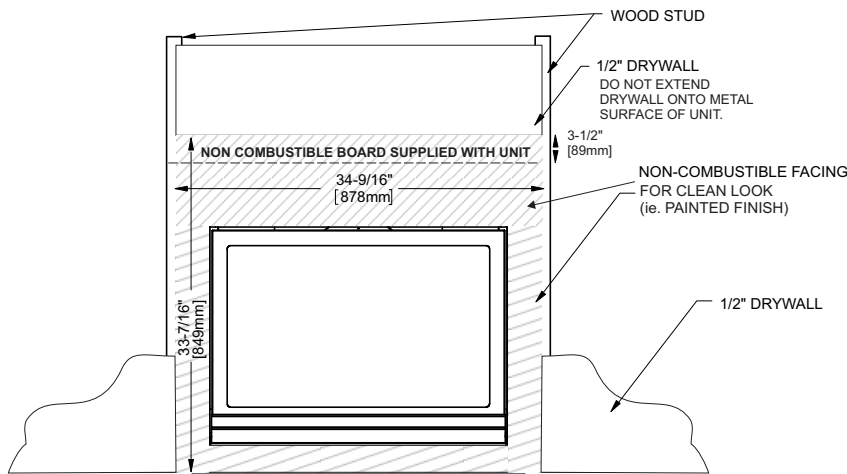 WOOD STUD
1/2" DRYWALL
DO NOT EXTEND
DRYWALL ONTO METAL
SURFACE OF UNIT.
3-1/2"
[89mm]
NON COMBUSTIBLE BOARD SUPPLIED WITH UNIT
34-9/16"
[878mm]
NON-COMBUSTIBLE FACING
FOR CLEAN LOOK
(ie. PAINTED FINISH)
33-7/16"
[849mm]
1/2" DRYWALL